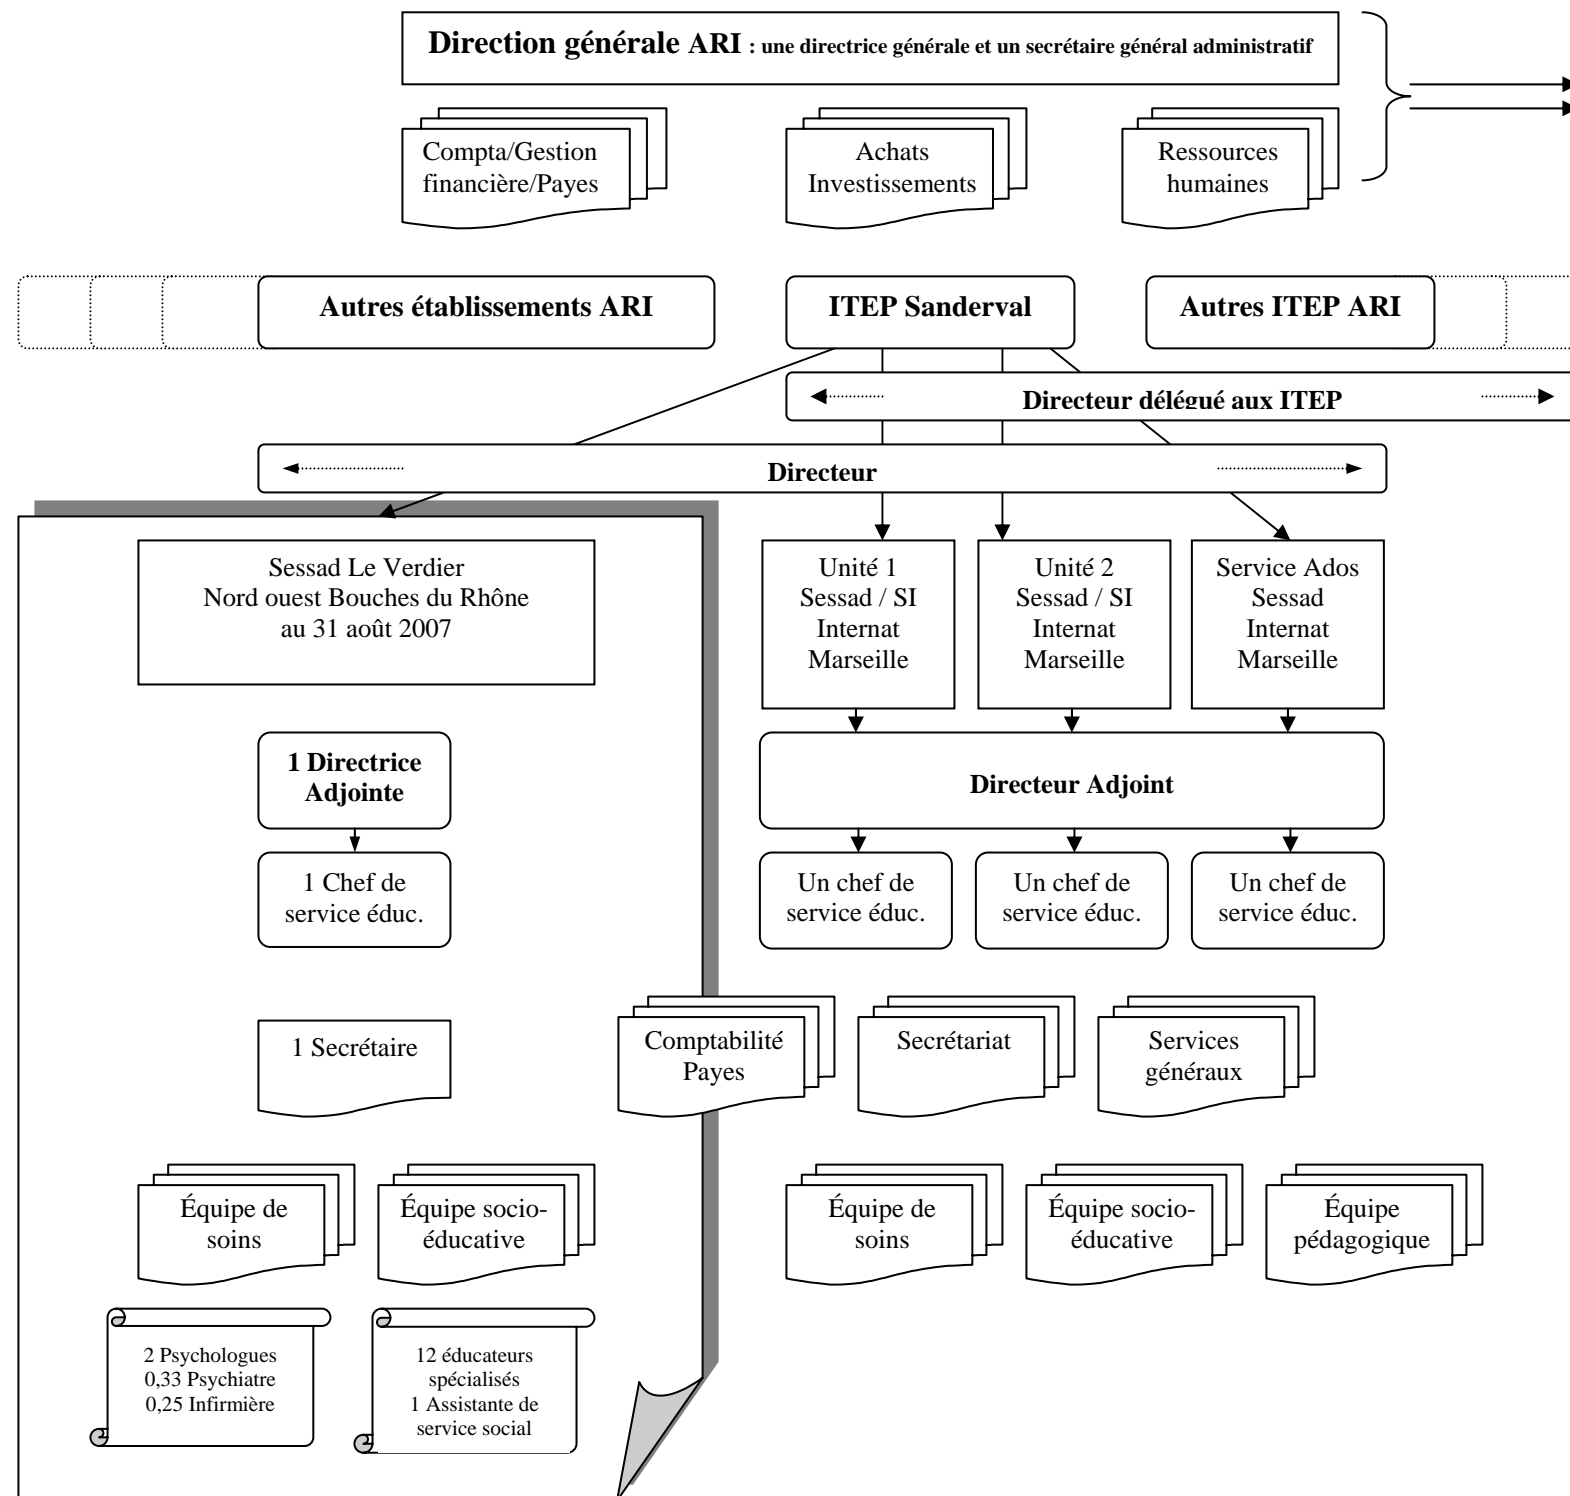 Direction générale ARI : une directrice générale et un secrétaire général administratif
Compta/Gestion
financière/Payes
Achats
Investissements
Ressources
humaines
Autres établissements ARI
ITEP Sanderval
Autres ITEP ARI
Directeur délégué aux ITEP
Directeur
Sessad Le Verdier
Nord ouest Bouches du Rhône
au 31 août 2007
Unité 1
Sessad / SI
Internat
Marseille
Unité 2
Sessad / SI
Internat
Marseille
Service Ados
Sessad
Internat
Marseille
1 Directrice
Adjointe
Directeur Adjoint
1 Chef de
service éduc.
Un chef de
service éduc.
Un chef de
service éduc.
Un chef de
service éduc.
1 Secrétaire
Comptabilité
Payes
Secrétariat
Services
généraux
Équipe de
soins
Équipe socio-
éducative
Équipe de
soins
Équipe socio-
éducative
Équipe
pédagogique
2 Psychologues
0,33 Psychiatre
0,25 Infirmière
12 éducateurs
spécialisés
1 Assistante de
service social